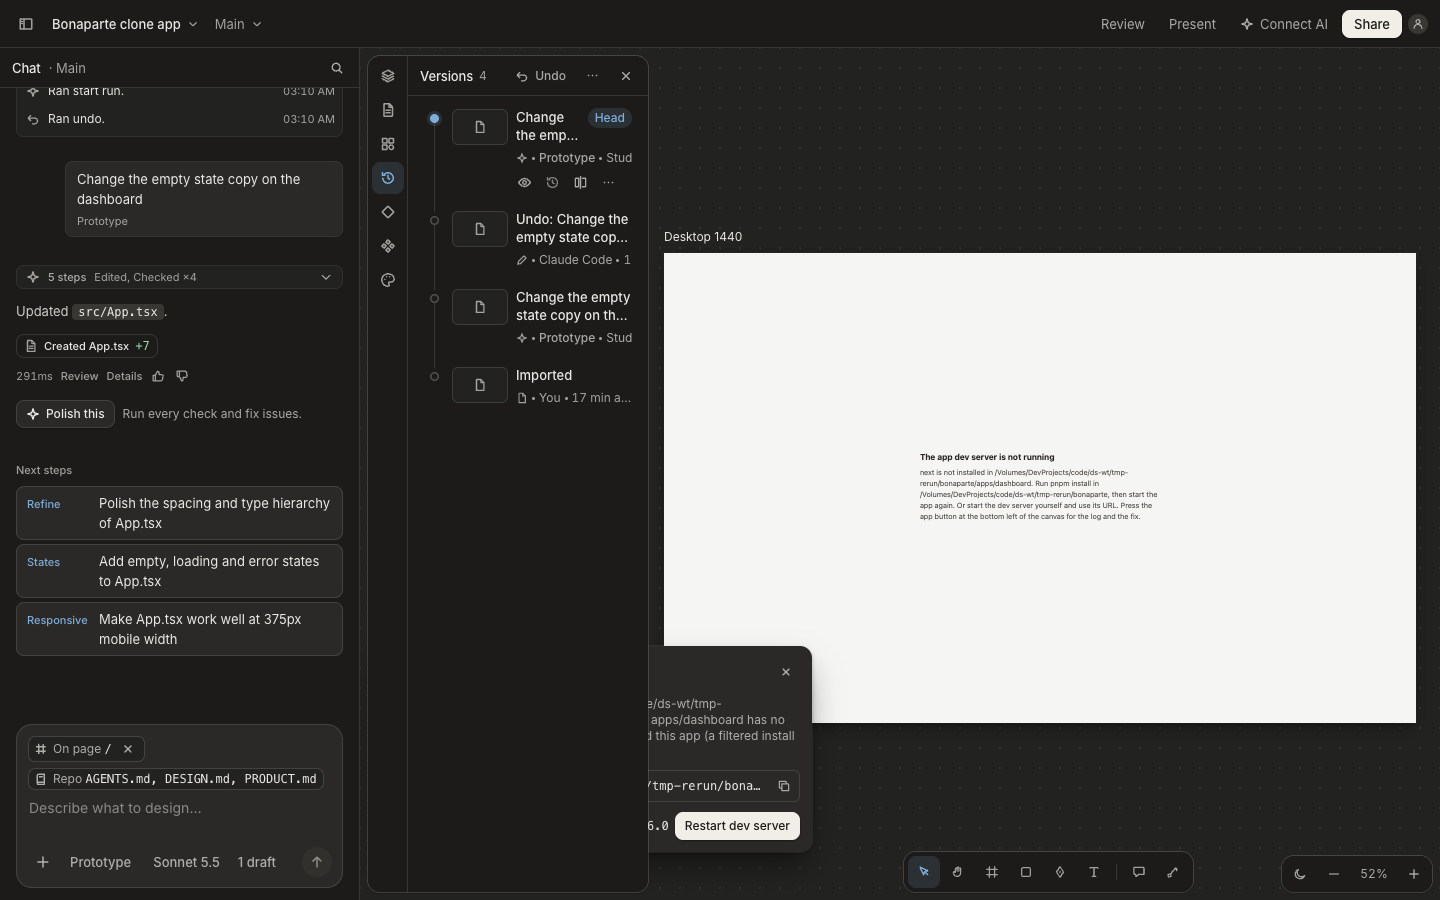 Bonaparte clone app
Main
Review
Present
Connect AI
Share
Chat · Main
Ran start run.
03:10 AM
Ran undo.
03:10 AM
Change the empty state copy on the
dashboard
Prototype
5 steps Edited, Checked ×4
Updated src/App.tsx.
Created App.tsx +7
291ms Review Details
Polish this
Run every check and fix issues.
Next steps
Refine
Polish the spacing and type hierarchy
of App.tsx
States
Add empty, loading and error states
to App.tsx
Responsive
Make App.tsx work well at 375px
mobile width
On page /
Repo AGENTS.md, DESIGN.md, PRODUCT.md
Describe what to design...
Prototype
Sonnet 5.5
1 draft
Versions 4
Undo
Change
the emp...
Head
• Prototype • Stud
Undo: Change the
empty state cop...
• Claude Code • 1
Change the empty
state copy on th...
• Prototype • Stud
Imported
• You • 17 min a...
Desktop 1440
The app dev server is not running
next is not installed in /Volumes/DevProjects/code/ds-wt/tmp-
rerun/bonaparte/apps/dashboard. Run pnpm install in
/Volumes/DevProjects/code/ds-wt/tmp-rerun/bonaparte, then start the
app again. Or start the dev server yourself and use its URL. Press the
app button at the bottom left of the canvas for the log and the fix.
e/ds-wt/tmp-
apps/dashboard has no
d this app (a filtered install
/tmp-rerun/bona…
6.0
Restart dev server
52%